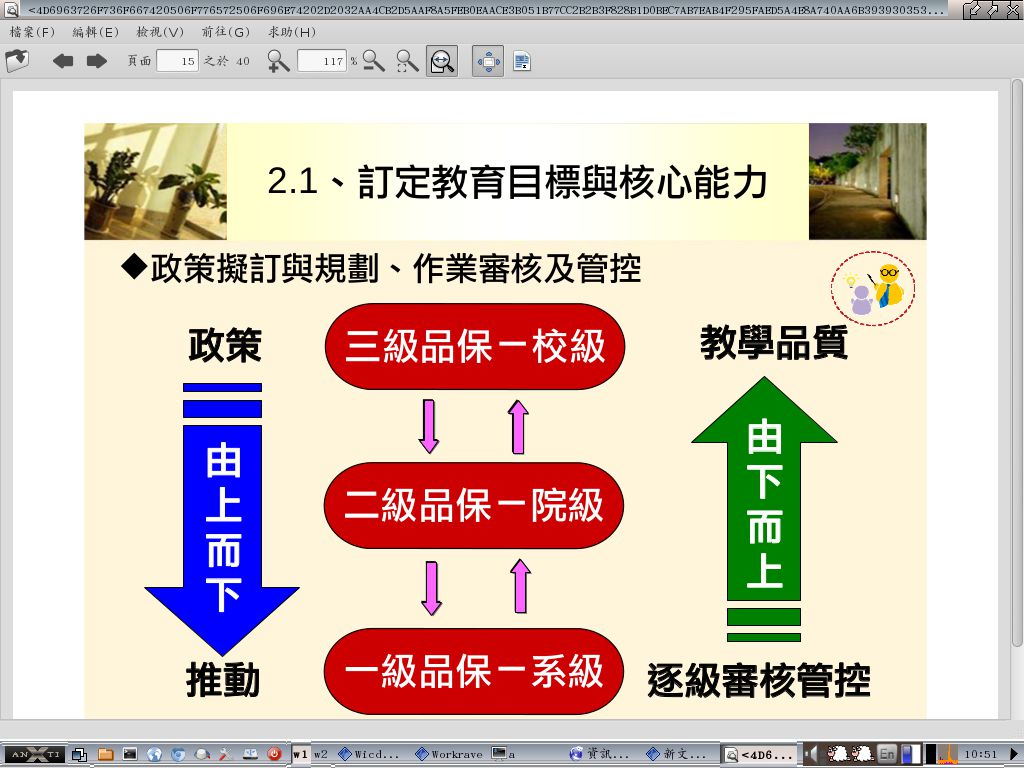 <4D6963726F736F667420506F776572506F696E74202D2032AA4CB2D5AAF8A5FEB0EAACE3B051B77CC2B2B3F828B1D0BEC7AB7EAB4F295FAED5A4E8A740AA6B393930353...
檔案(F) 編輯(E) 檢視(V) 前往(G) 求助(H)
頁面 15 之於 40 117 %
2.1、訂定教育目標與核心能力
◆政策擬訂與規劃、作業審核及管控
政策
三級品保－校級
教學品質
由上而下
二級品保－院級
由下而上
推動
一級品保－系級
逐級審核管控
ANTIX w1 w2 Wicd... Workrave a 資訊... 新文... <4D6... En 10:51